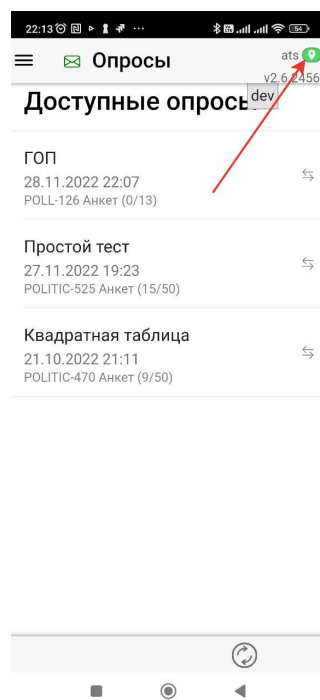 22:13
54
Опросы
ats
v2.6.2456
dev
Доступные опросы
ГОП
28.11.2022 22:07
POLL-126 Анкет (0/13)
Простой тест
27.11.2022 19:23
POLITIC-525 Анкет (15/50)
Квадратная таблица
21.10.2022 21:11
POLITIC-470 Анкет (9/50)